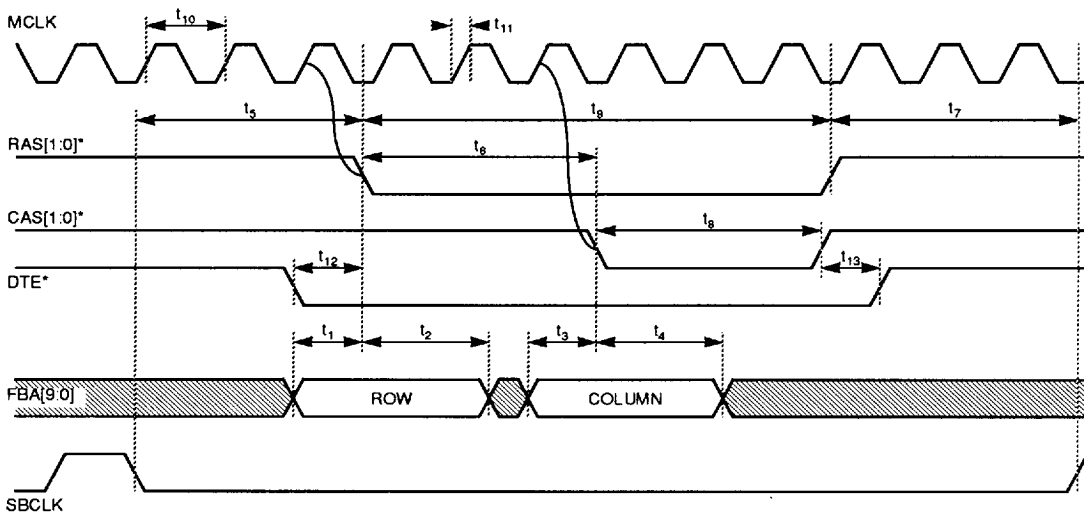 MCLK
t10
t11
t5
t9
t7
RAS[1:0]*
t6
CAS[1:0]*
t8
t12
t13
DTE*
t1
t2
t3
t4
FBA[9:0]
ROW
COLUMN
SBCLK